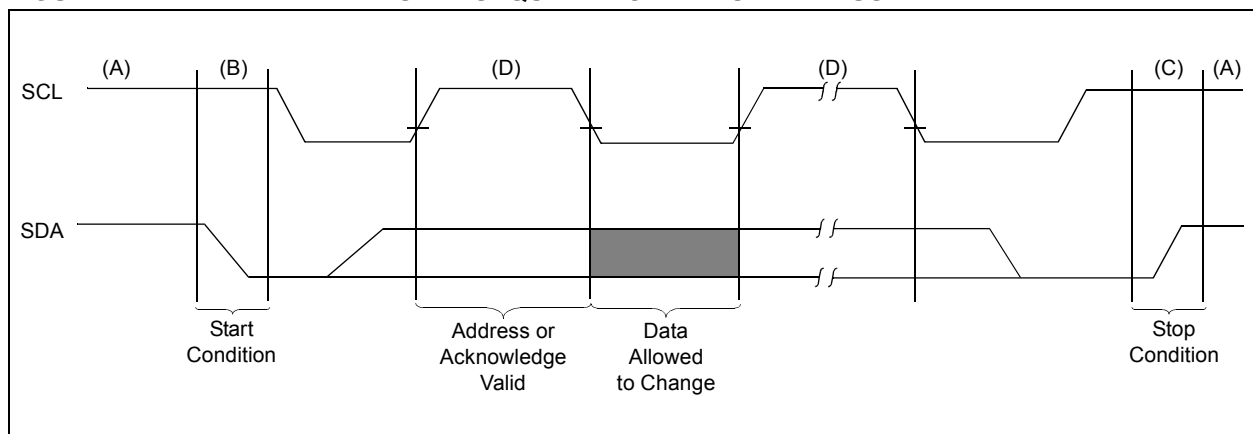 (A) (B) (D) (D) (C) (A)
SCL
SDA
Start
Condition
Address or
Acknowledge
Valid
Data
Allowed
to Change
Stop
Condition